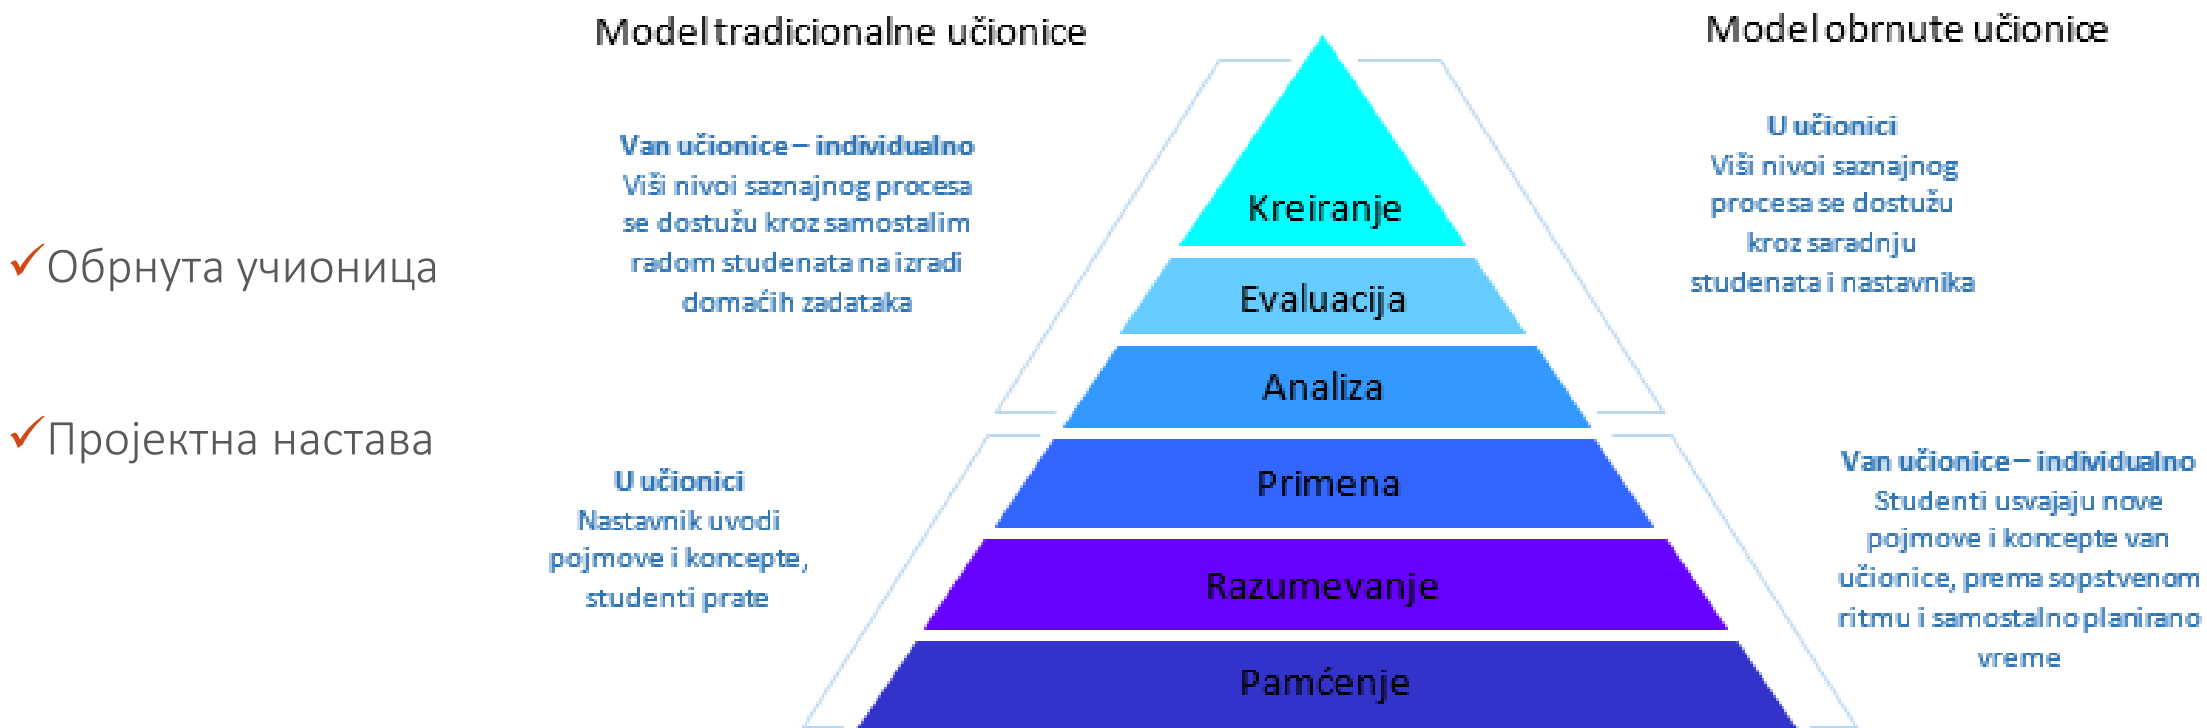 Обрнута учионица
Пројектна настава
Model tradicionalne učionice
Van učionice – individualno
Viši nivoi saznajnog procesa
se dostužu kroz samostalim
radom studenata na izradi
domaćih zadataka
U učionici
Nastavnik uvodi
pojmove i koncepte,
studenti prate
Kreiranje
Evaluacija
Analiza
Primena
Razumevanje
Pamćenje
Model obrnute učionice
U učionici
Viši nivoi saznajnog
procesa se dostužu
kroz saradnju
studenata i nastavnika
Van učionice – individualno
Studenti usvajaju nove
pojmove i koncepte van
učionice, prema sopstvenom
ritmu i samostalno planirano
vreme